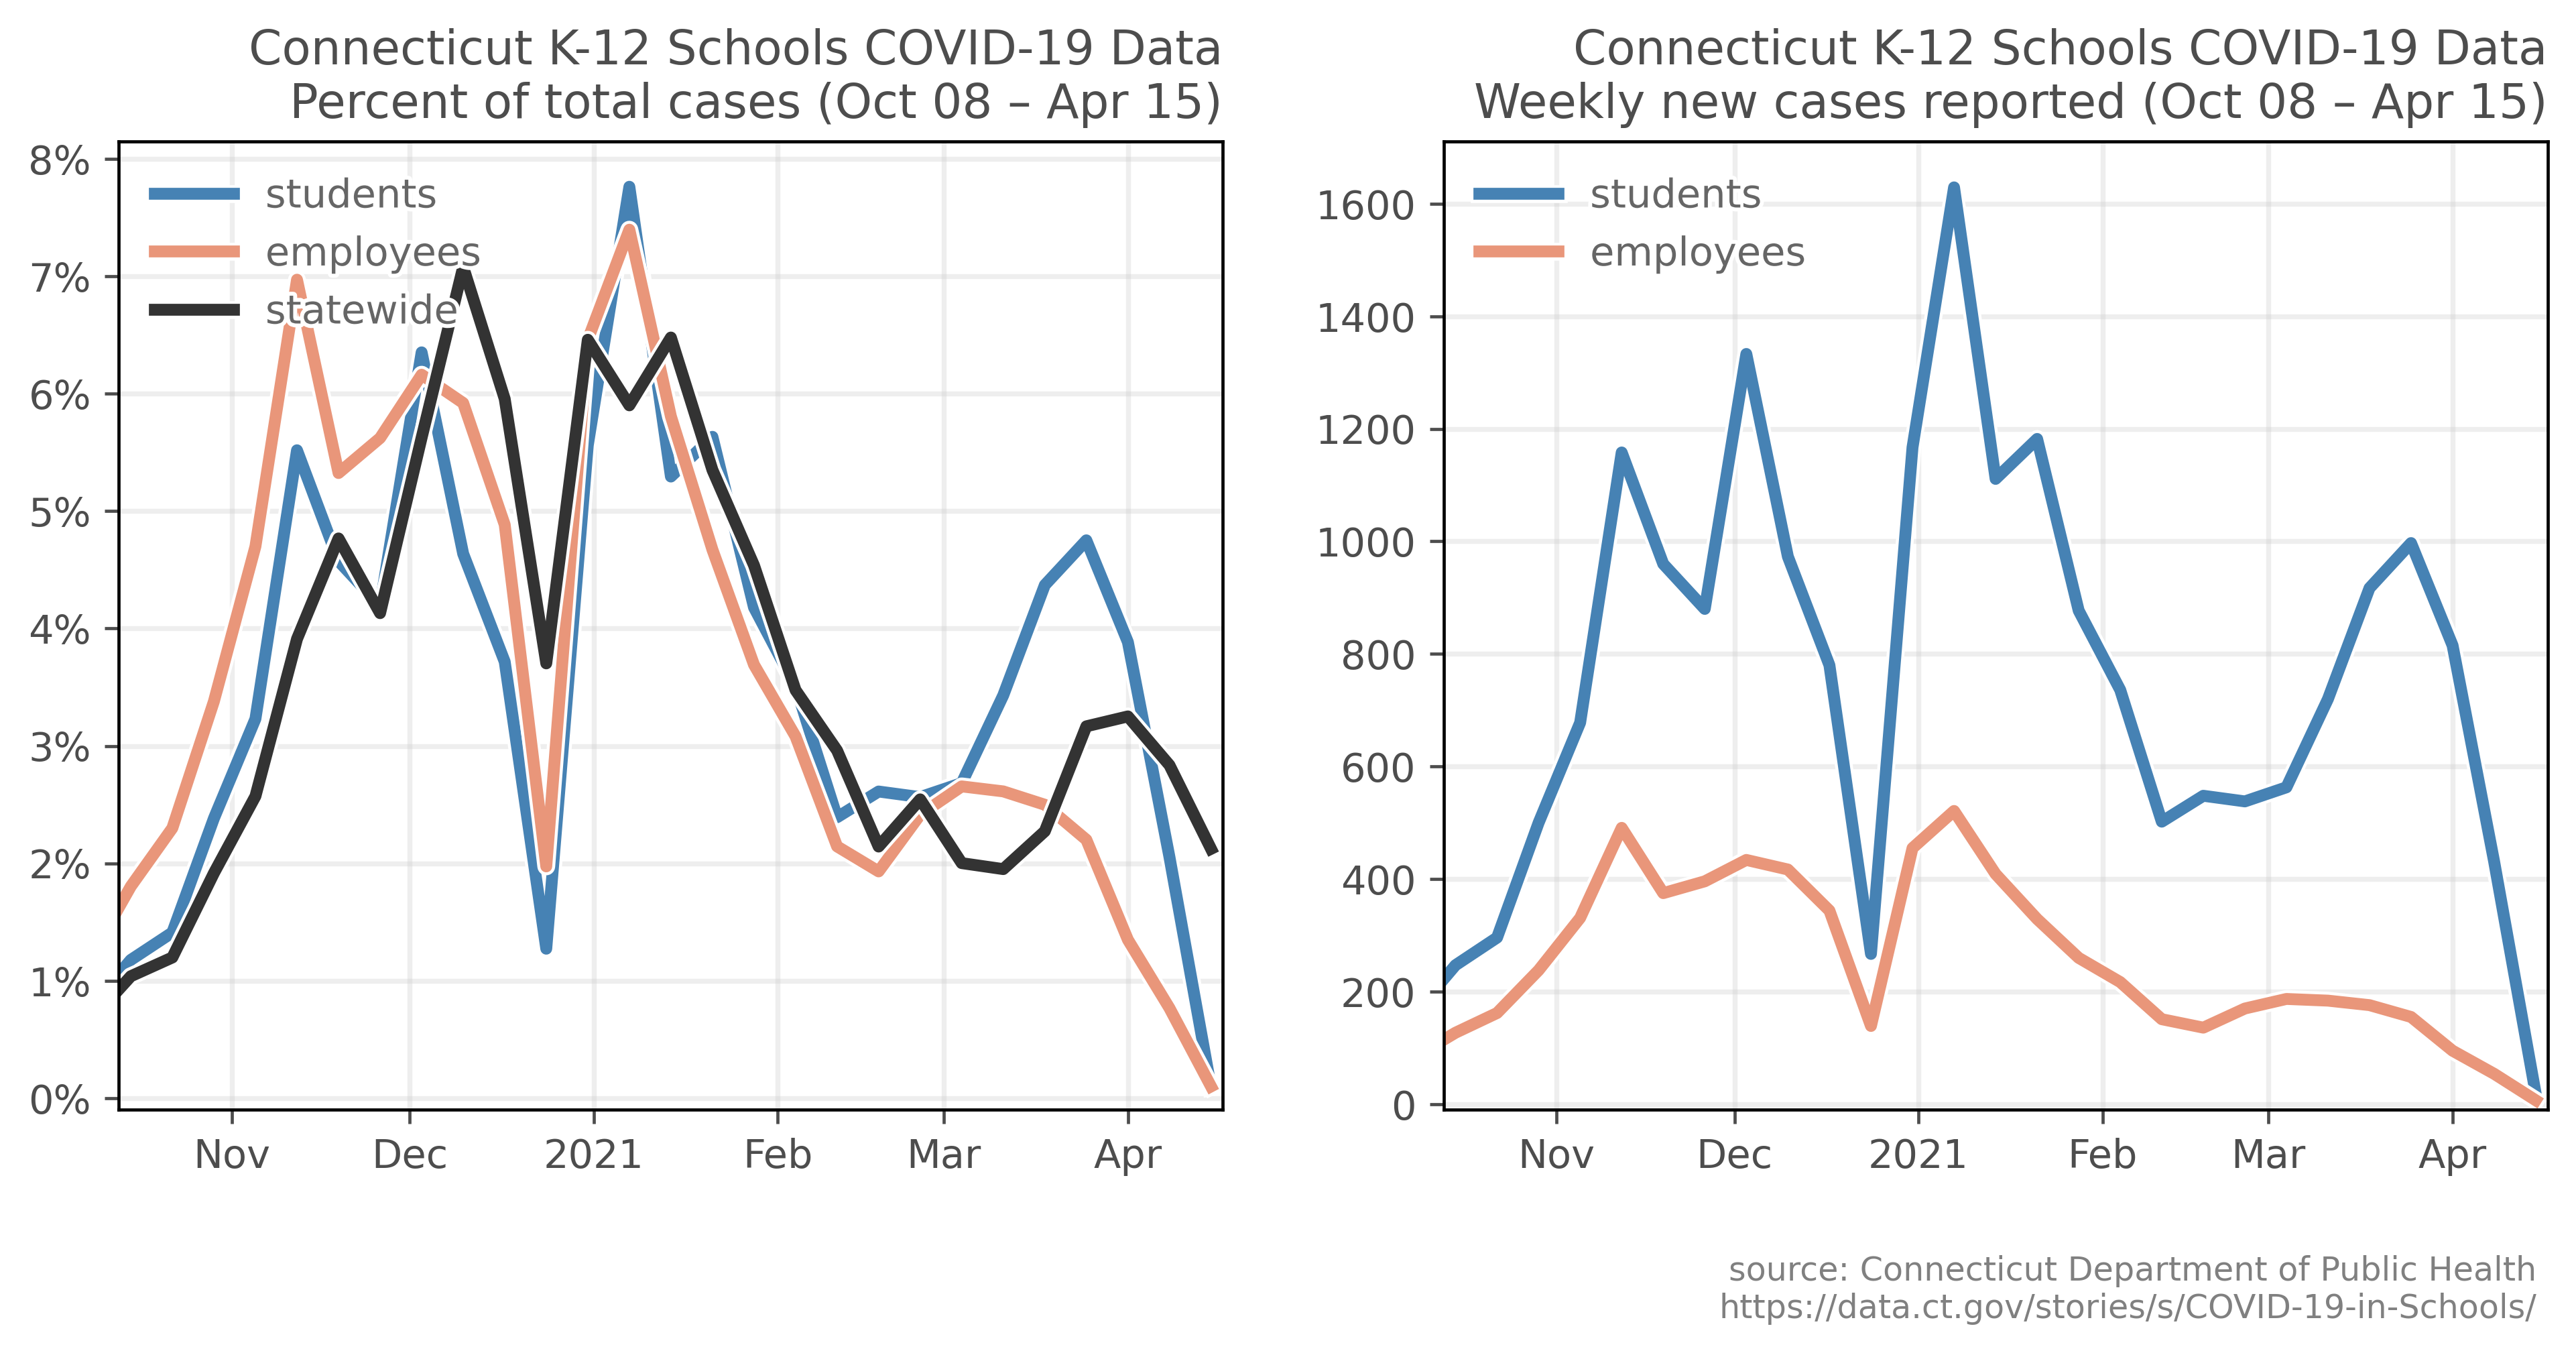 Connecticut K-12 Schools COVID-19 Data
Percent of total cases (Oct 08 – Apr 15)
8%
7%
6%
5%
4%
3%
2%
1%
0%
students
employees
statewide
Nov Dec 2021 Feb Mar Apr
Connecticut K-12 Schools COVID-19 Data
Weekly new cases reported (Oct 08 – Apr 15)
1600
1400
1200
1000
800
600
400
200
0
students
employees
Nov Dec 2021 Feb Mar Apr
source: Connecticut Department of Public Health
https://data.ct.gov/stories/s/COVID-19-in-Schools/